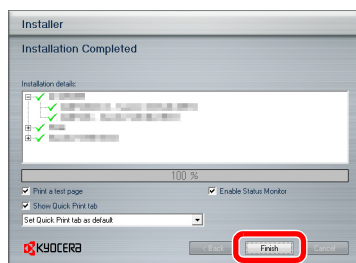 Installer
Installation Completed
Installation details:
100 %
Print a test page
Enable Status Monitor
Show Quick Print tab
Set Quick Print tab as default
KYOCERA
< Back
Finish
Cancel